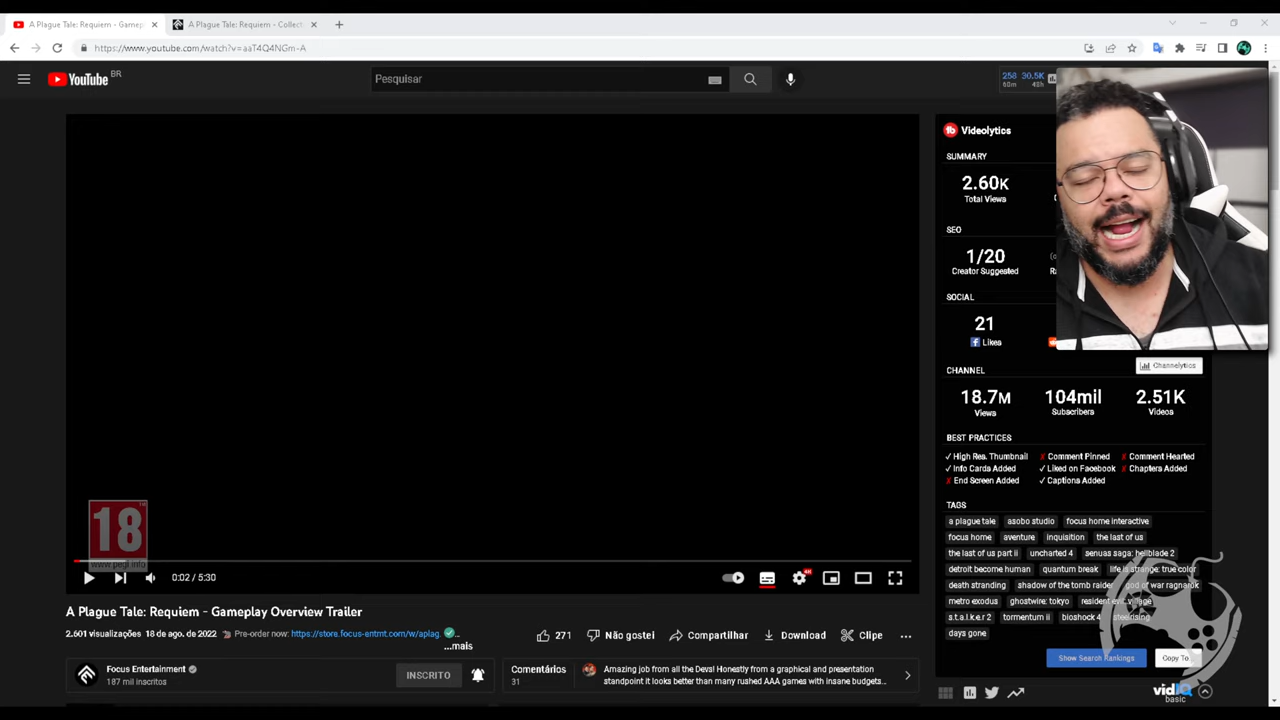 A Plague Tale: Requiem - Gamepl
A Plague Tale: Requiem - Collect
https://www.youtube.com/watch?v=aaT4Q4NGm-A
YouTube BR
Pesquisar
258 30.5K
60m 48h
Videolytics
SUMMARY
2.60K
Total Views
SEO
1/20
Creator Suggested
SOCIAL
21
Likes
Channelytics
CHANNEL
18.7M 104mil 2.51K
Views Subscribers Videos
BEST PRACTICES
✓ High Res. Thumbnail ✗ Comment Pinned ✗ Comment Hearted
✓ Info Cards Added ✓ Liked on Facebook ✗ Chapters Added
✗ End Screen Added ✓ Captions Added
TAGS
a plague tale asobo studio focus home interactive
focus home aventure inquisition the last of us
the last of us part ii uncharted 4 senuas saga: hellblade 2
detroit become human quantum break life is strange: true color
death stranding shadow of the tomb raider god of war ragnarok
metro exodus ghostwire: tokyo resident evil village
s.t.a.l.k.e.r 2 tormentum ii bioshock 4 steelrising
days gone
Show Search Rankings Copy To
vidIQ
basic
18
www.pegi.info
0:02 / 5:30
A Plague Tale: Requiem - Gameplay Overview Trailer
2.601 visualizações 18 de ago. de 2022 Pre-order now: https://store.focus-entmt.com/w/aplag...
...mais
271 Não gostei Compartilhar Download Clipe
Focus Entertainment
187 mil inscritos
INSCRITO
Comentários
31
Amazing job from all the Devs! Honestly from a graphical and presentation
standpoint it looks better than many rushed AAA games with insane budgets...